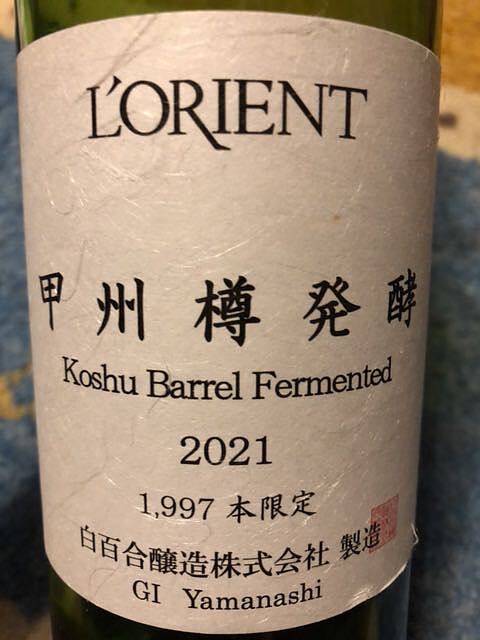 L'ORIENT
甲州樽発酵
Koshu Barrel Fermented
2021
1,997 本限定
白百合醸造株式会社 製造
GI Yamanashi